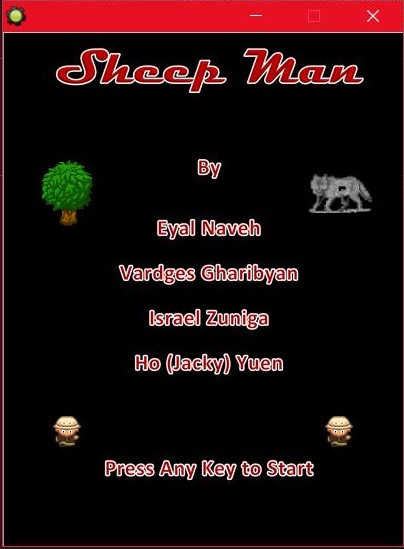 Sheep Man
By
Eyal Naveh
Vardges Gharibyan
Israel Zuniga
Ho (Jacky) Yuen
Press Any Key to Start